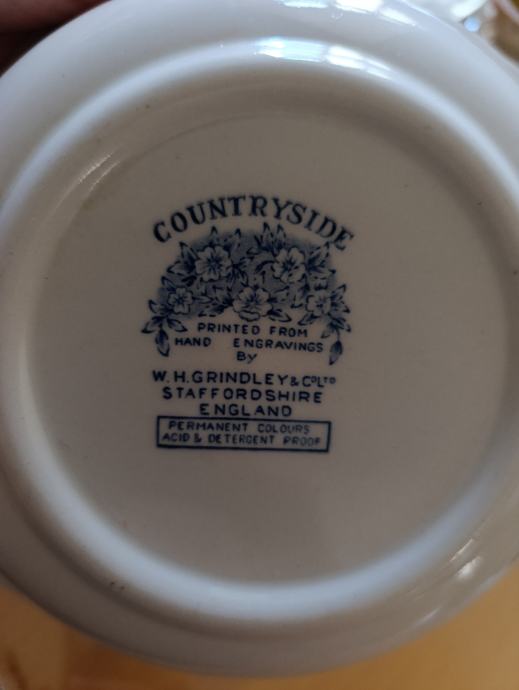 COUNTRYSIDE
PRINTED FROM
HAND ENGRAVINGS
By
W.H.GRINDLEY & CO LTD
STAFFORDSHIRE
ENGLAND
PERMANENT COLOURS
ACID & DETERGENT PROOF